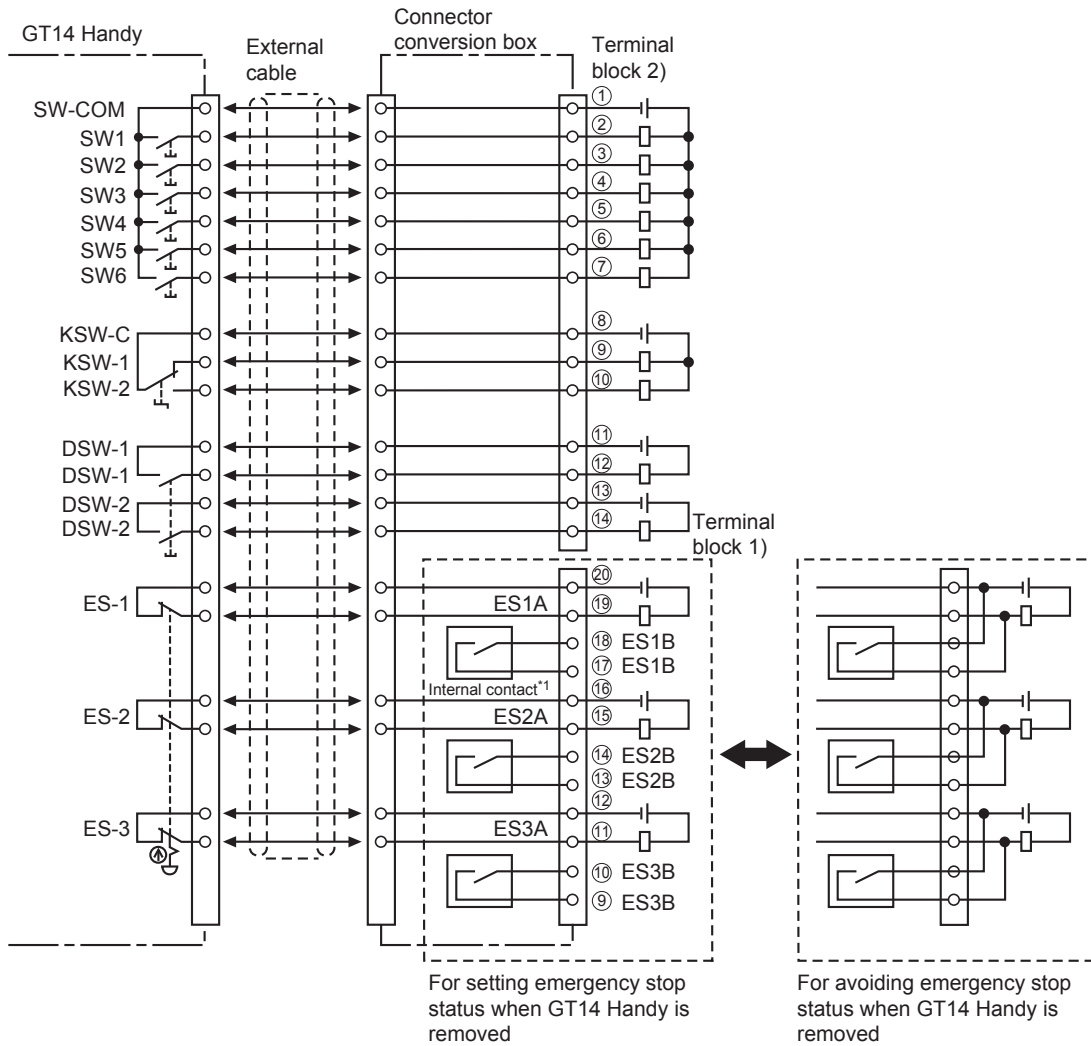 GT14 Handy
External
cable
Connector
conversion box
Terminal
block 2)
SW-COM
①
SW1
②
SW2
③
SW3
④
SW4
⑤
SW5
⑥
SW6
⑦
KSW-C
⑧
KSW-1
⑨
KSW-2
⑩
DSW-1
⑪
DSW-1
⑫
DSW-2
⑬
DSW-2
⑭
Terminal
block 1)
ES-1
⑳
ES1A
⑲
⑱ ES1B
⑰ ES1B
Internal contact*1
⑯
ES-2
ES2A
⑮
⑭ ES2B
⑬ ES2B
⑫
ES-3
ES3A
⑪
⑩ ES3B
⑨ ES3B
For setting emergency stop
status when GT14 Handy is
removed
For avoiding emergency stop
status when GT14 Handy is
removed